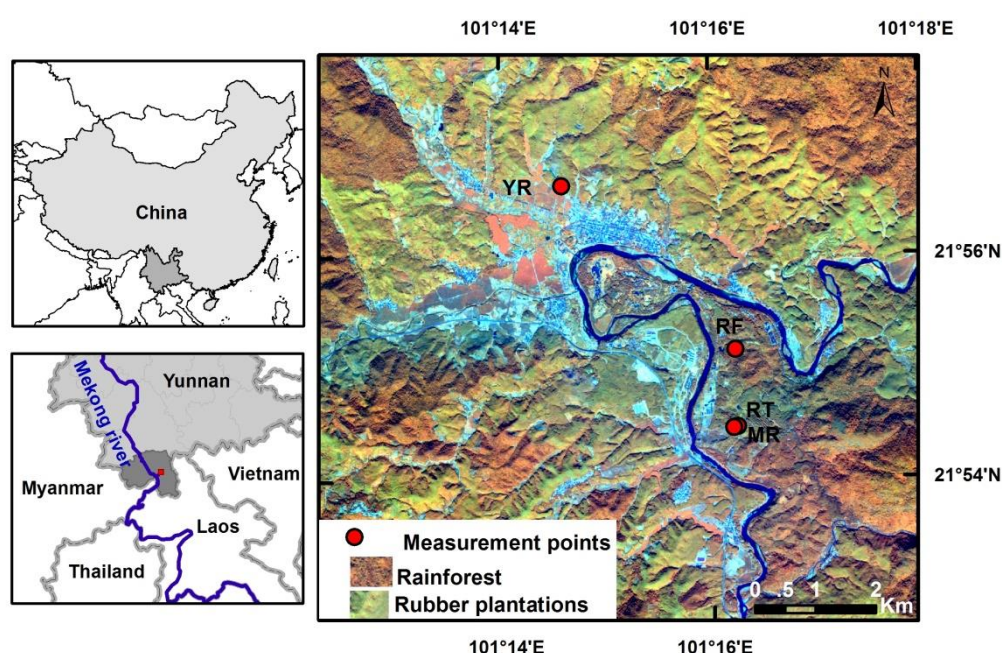 101°14'E 101°16'E 101°18'E
China
N
YR
21°56'N
RF
RT
MR
21°54'N
Yunnan
Mekong river
Vietnam
Myanmar
Laos
Thailand
Measurement points
Rainforest
Rubber plantations
0 .5 1 2
Km
101°14'E 101°16'E